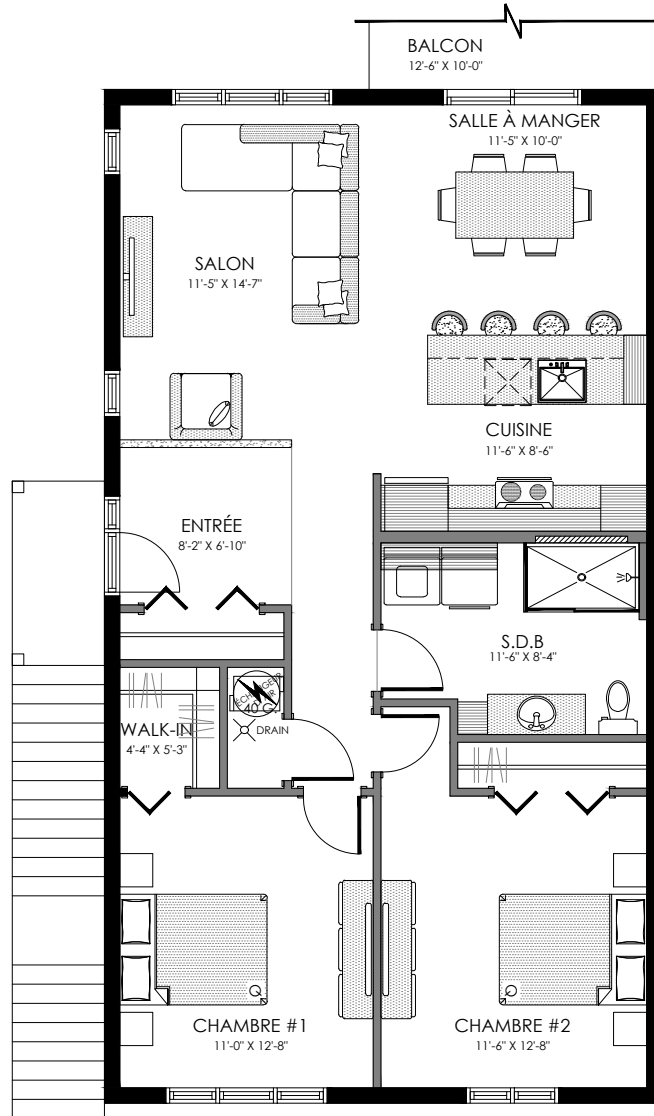 BALCON
12'-6" X 10'-0"
SALLE À MANGER
11'-5" X 10'-0"
SALON
11'-5" X 14'-7"
CUISINE
11'-6" X 8'-6"
ENTRÉE
8'-2" X 6'-10"
S.D.B
11'-6" X 8'-4"
40 G.
DRAIN
WALK-IN
4'-4" X 5'-3"
CHAMBRE #1
11'-0" X 12'-8"
CHAMBRE #2
11'-6" X 12'-8"